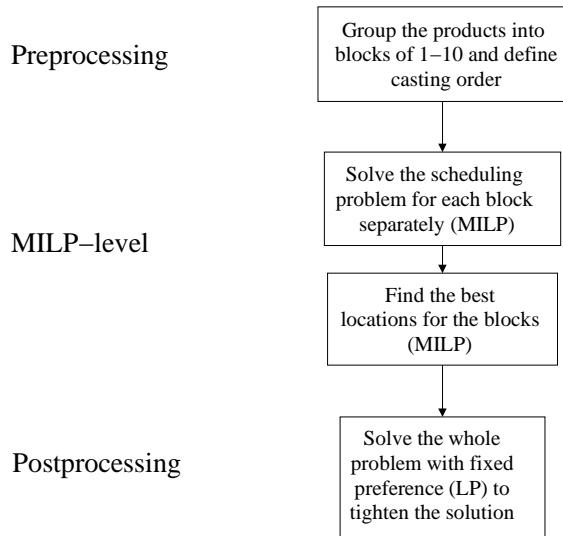 Preprocessing
Group the products into
blocks of 1−10 and define
casting order
MILP−level
Solve the scheduling
problem for each block
separately (MILP)
Find the best
locations for the blocks
(MILP)
Postprocessing
Solve the whole
problem with fixed
preference (LP) to
tighten the solution